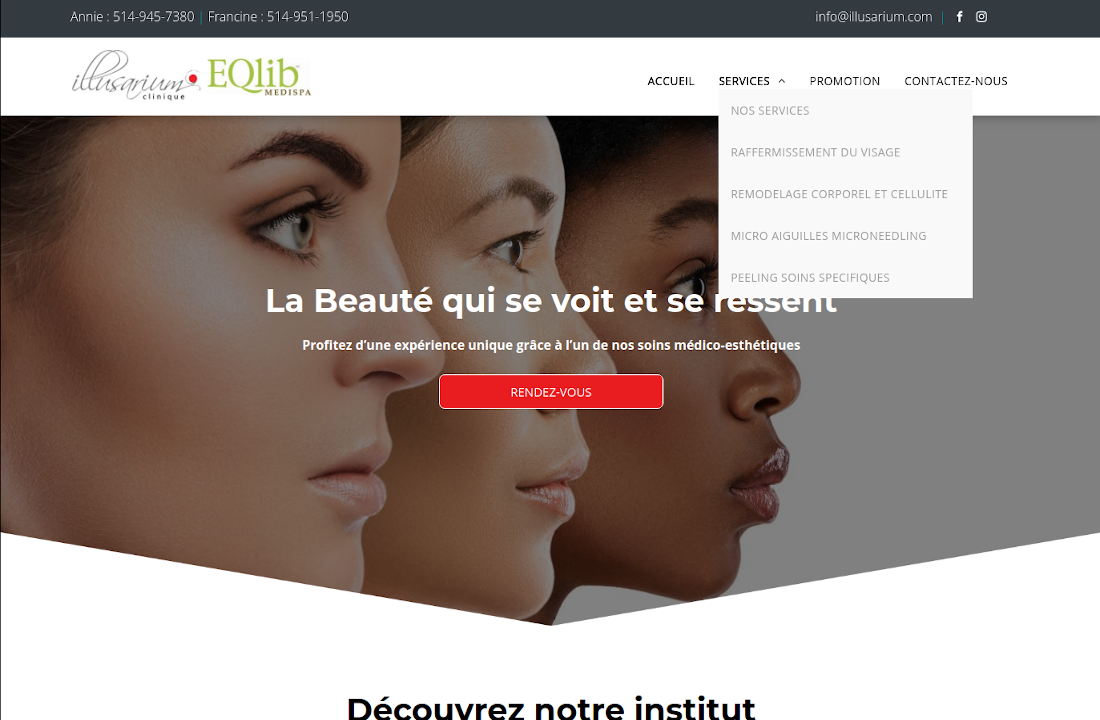 Annie : 514-945-7380 | Francine : 514-951-1950
info@illusarium.com |
illusarium clinique
EQlib MEDISPA
ACCUEIL SERVICES PROMOTION CONTACTEZ-NOUS
NOS SERVICES
RAFFERMISSEMENT DU VISAGE
REMODELAGE CORPOREL ET CELLULITE
MICRO AIGUILLES MICRONEEDLING
PEELING SOINS SPECIFIQUES
La Beauté qui se voit et se ressent
Profitez d’une expérience unique grâce à l’un de nos soins médico-esthétiques
RENDEZ-VOUS
Découvrez notre institut